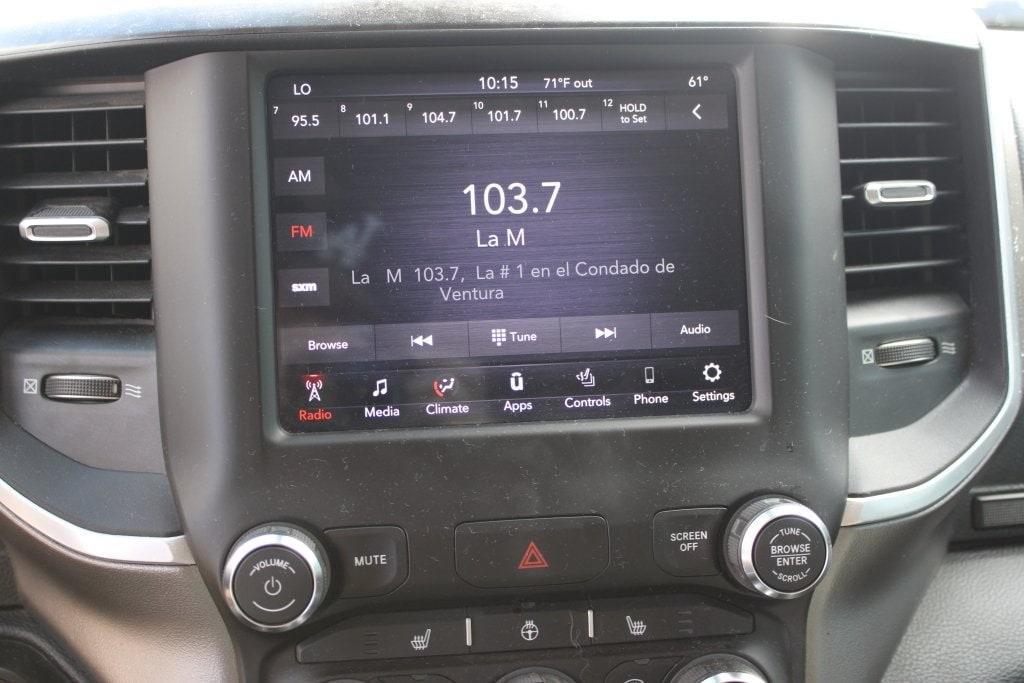 LO 10:15 71°F out 61°
7 95.5 8 101.1 9 104.7 10 101.7 11 100.7 12 HOLD
to Set
AM
103.7
FM
La M
sxm
La M 103.7, La # 1 en el Condado de
Ventura
Browse Tune Audio
Radio Media Climate Apps Controls Phone Settings
VOLUME
MUTE
SCREEN
OFF
TUNE
BROWSE
ENTER
SCROLL